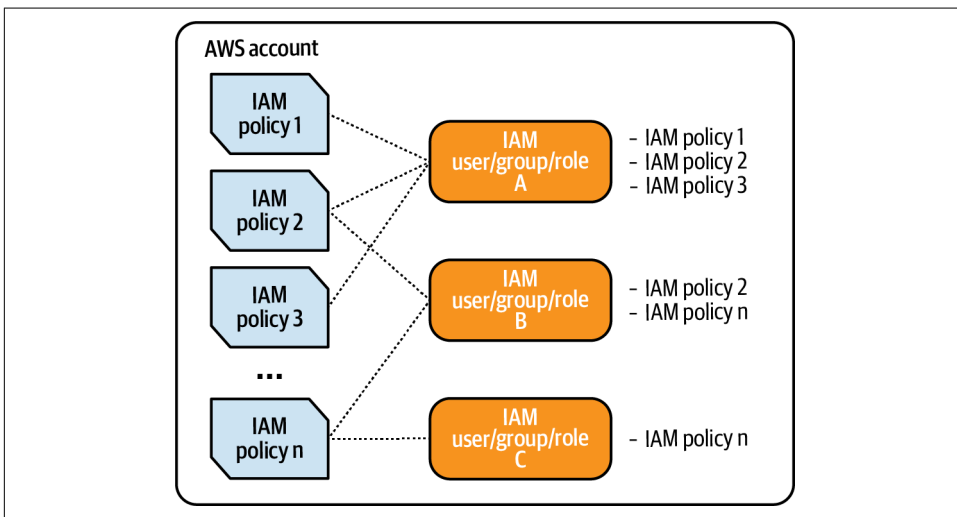 AWS account
IAM
policy 1
IAM
policy 2
IAM
policy 3
...
IAM
policy n
IAM
user/group/role
A
- IAM policy 1
- IAM policy 2
- IAM policy 3
IAM
user/group/role
B
- IAM policy 2
- IAM policy n
IAM
user/group/role
C
- IAM policy n